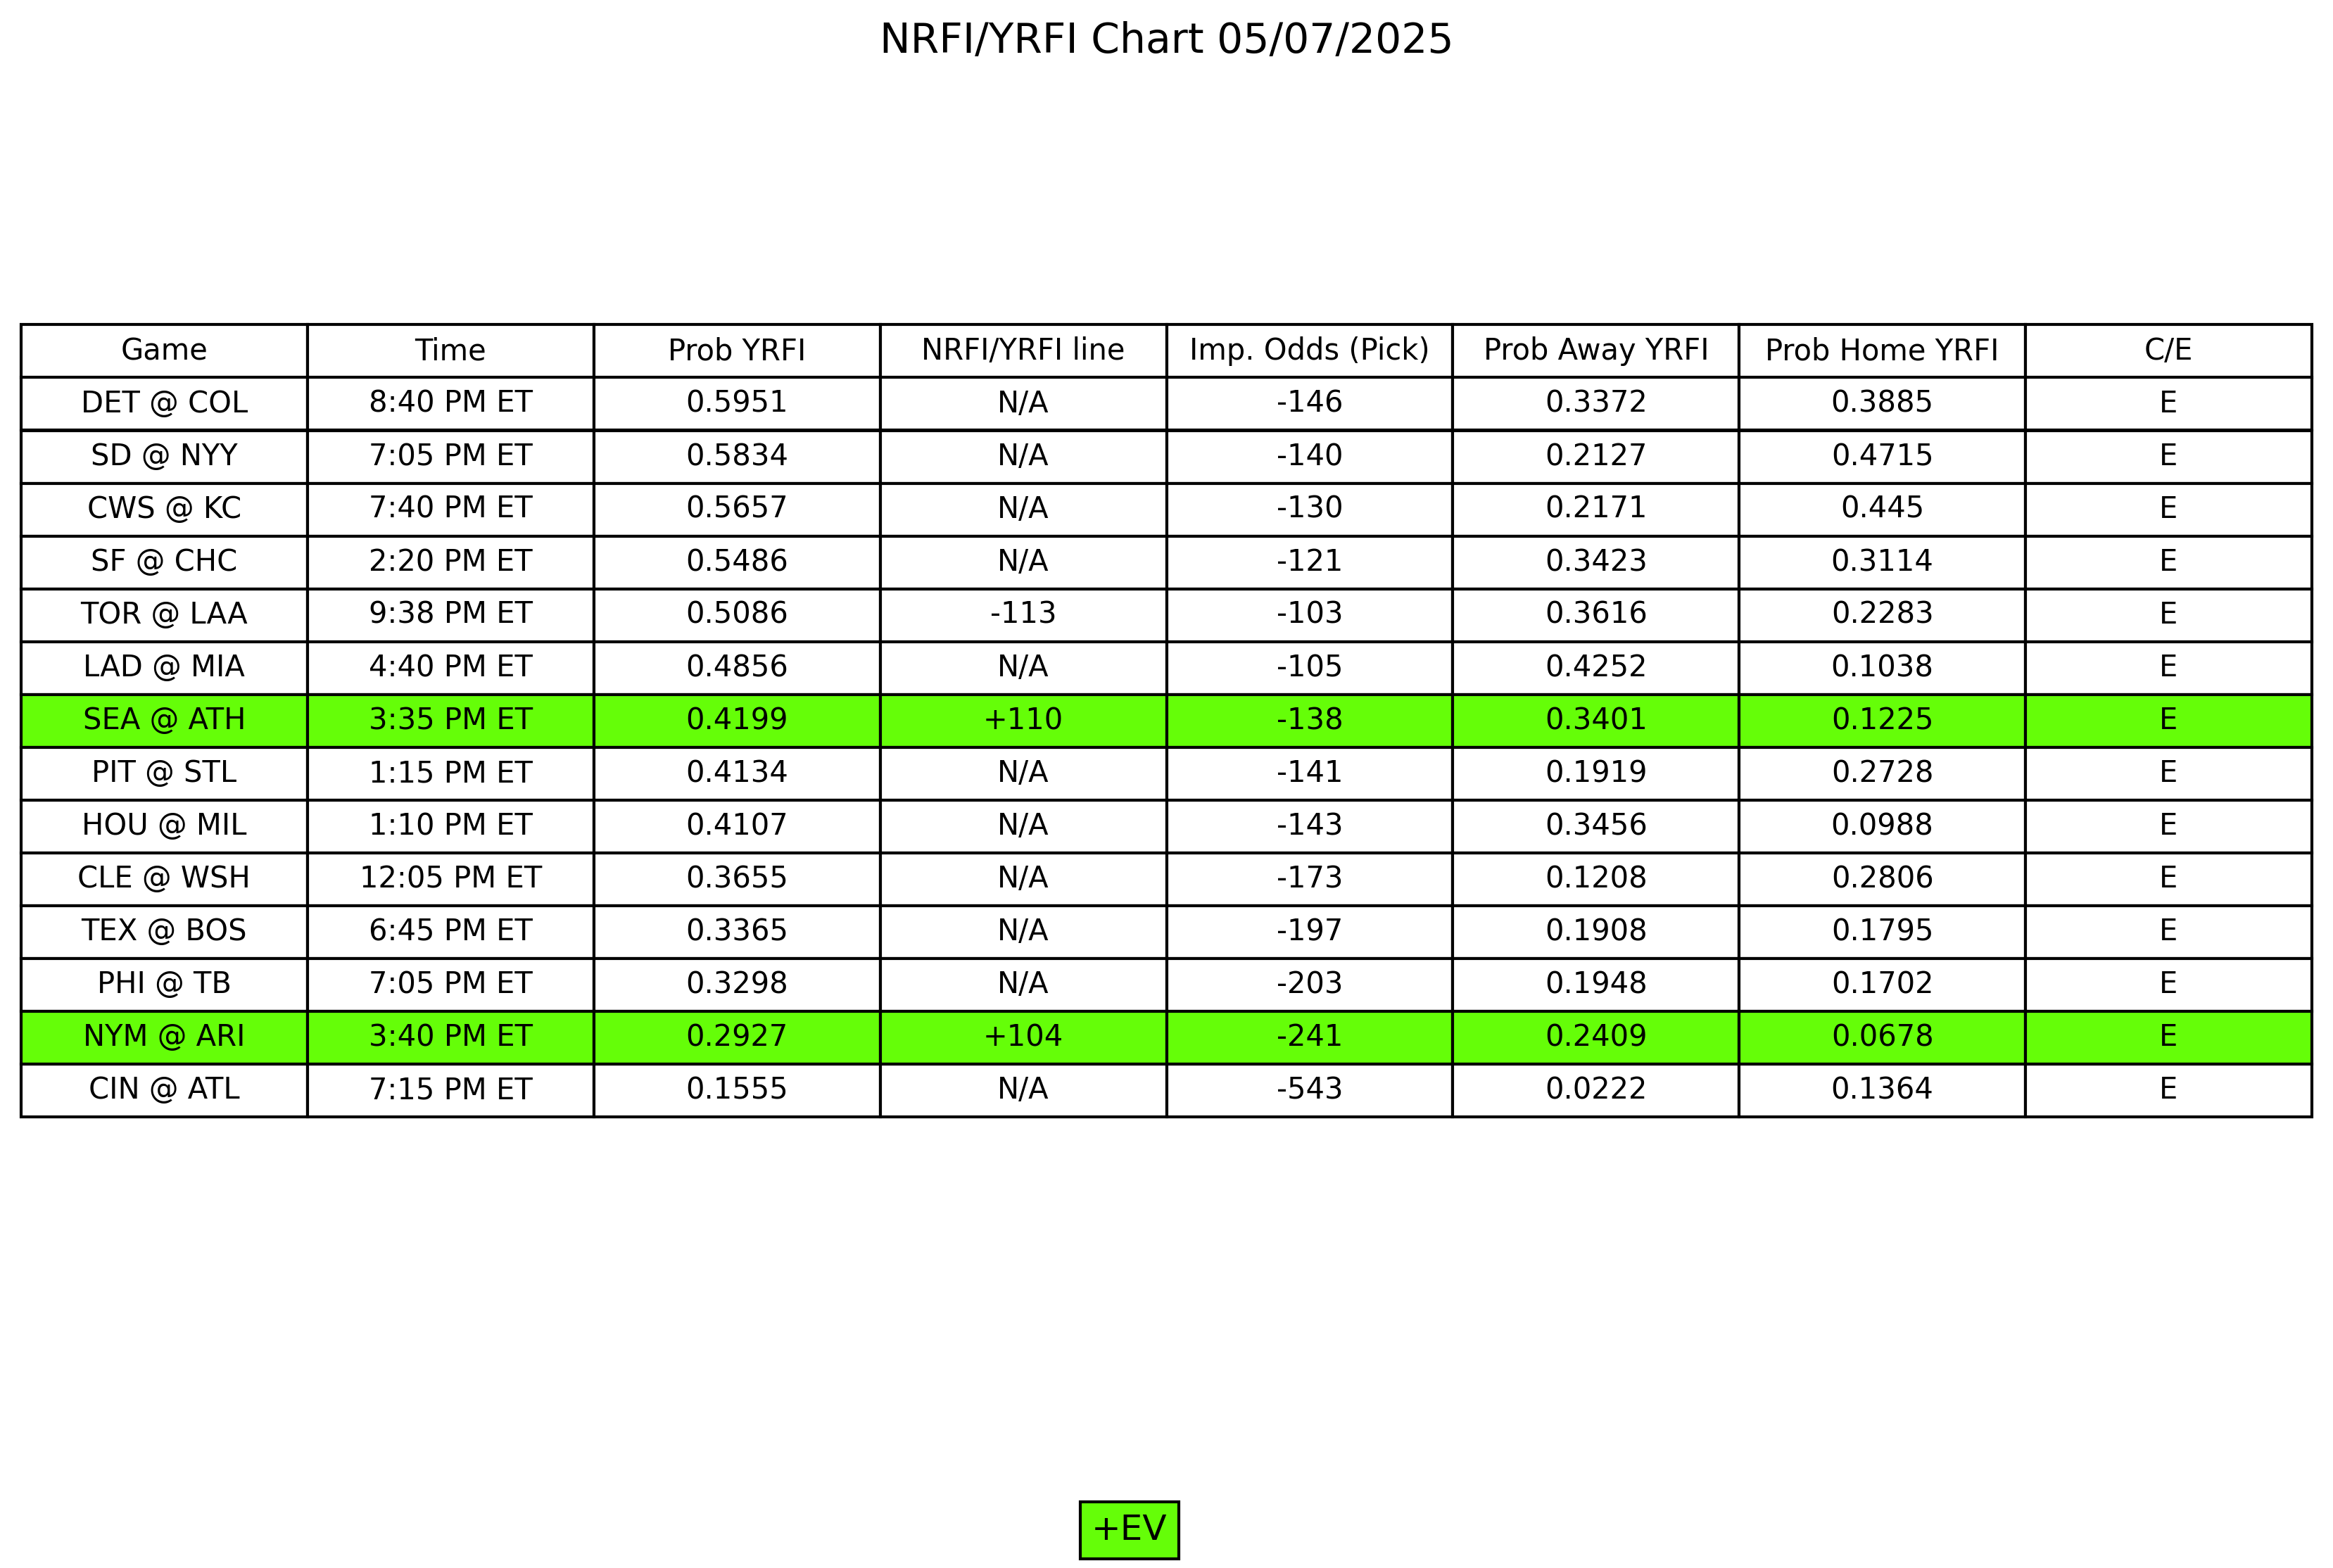 NRFI/YRFI Chart 05/07/2025
Game Time Prob YRFI NRFI/YRFI line Imp. Odds (Pick) Prob Away YRFI Prob Home YRFI C/E
DET @ COL 8:40 PM ET 0.5951 N/A -146 0.3372 0.3885 E
SD @ NYY 7:05 PM ET 0.5834 N/A -140 0.2127 0.4715 E
CWS @ KC 7:40 PM ET 0.5657 N/A -130 0.2171 0.445 E
SF @ CHC 2:20 PM ET 0.5486 N/A -121 0.3423 0.3114 E
TOR @ LAA 9:38 PM ET 0.5086 -113 -103 0.3616 0.2283 E
LAD @ MIA 4:40 PM ET 0.4856 N/A -105 0.4252 0.1038 E
SEA @ ATH 3:35 PM ET 0.4199 +110 -138 0.3401 0.1225 E
PIT @ STL 1:15 PM ET 0.4134 N/A -141 0.1919 0.2728 E
HOU @ MIL 1:10 PM ET 0.4107 N/A -143 0.3456 0.0988 E
CLE @ WSH 12:05 PM ET 0.3655 N/A -173 0.1208 0.2806 E
TEX @ BOS 6:45 PM ET 0.3365 N/A -197 0.1908 0.1795 E
PHI @ TB 7:05 PM ET 0.3298 N/A -203 0.1948 0.1702 E
NYM @ ARI 3:40 PM ET 0.2927 +104 -241 0.2409 0.0678 E
CIN @ ATL 7:15 PM ET 0.1555 N/A -543 0.0222 0.1364 E
+EV